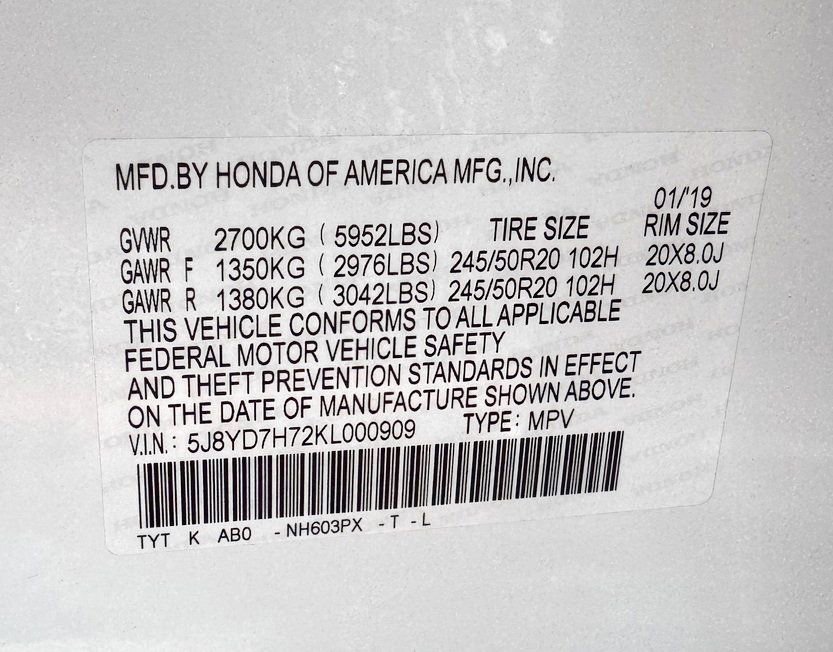 MFD.BY HONDA OF AMERICA MFG.,INC.
01/'19
GVWR 2700KG ( 5952LBS) TIRE SIZE RIM SIZE
GAWR F 1350KG ( 2976LBS) 245/50R20 102H 20X8.0J
GAWR R 1380KG ( 3042LBS) 245/50R20 102H 20X8.0J
THIS VEHICLE CONFORMS TO ALL APPLICABLE
FEDERAL MOTOR VEHICLE SAFETY
AND THEFT PREVENTION STANDARDS IN EFFECT
ON THE DATE OF MANUFACTURE SHOWN ABOVE.
V.I.N.: 5J8YD7H72KL000909 TYPE: MPV
TYT K AB0 -NH603PX -T -L